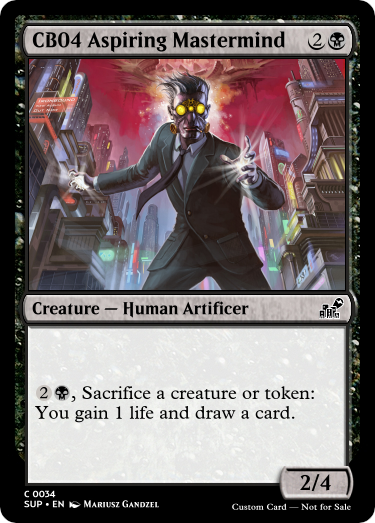 CB04 Aspiring Mastermind 2
Creature — Human Artificer
2, Sacrifice a creature or token:
You gain 1 life and draw a card.
2/4
C 0034
SUP • EN Mariusz Gandzel
Custom Card — Not for Sale